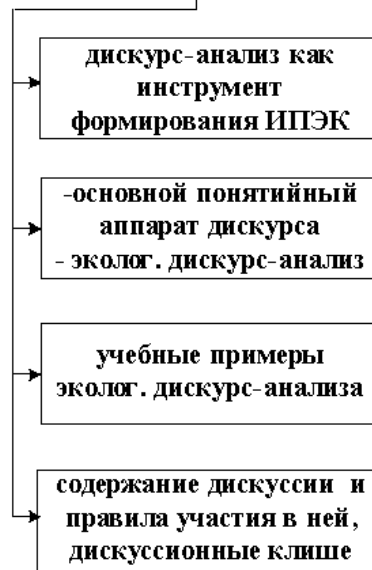 дискурс-анализ как
инструмент
формирования ИПЭК
-основной понятийный
аппарат дискурса
- эколог. дискурс-анализ
учебные примеры
эколог. дискурс-анализа
содержание дискуссии и
правила участия в ней,
дискуссионные клише